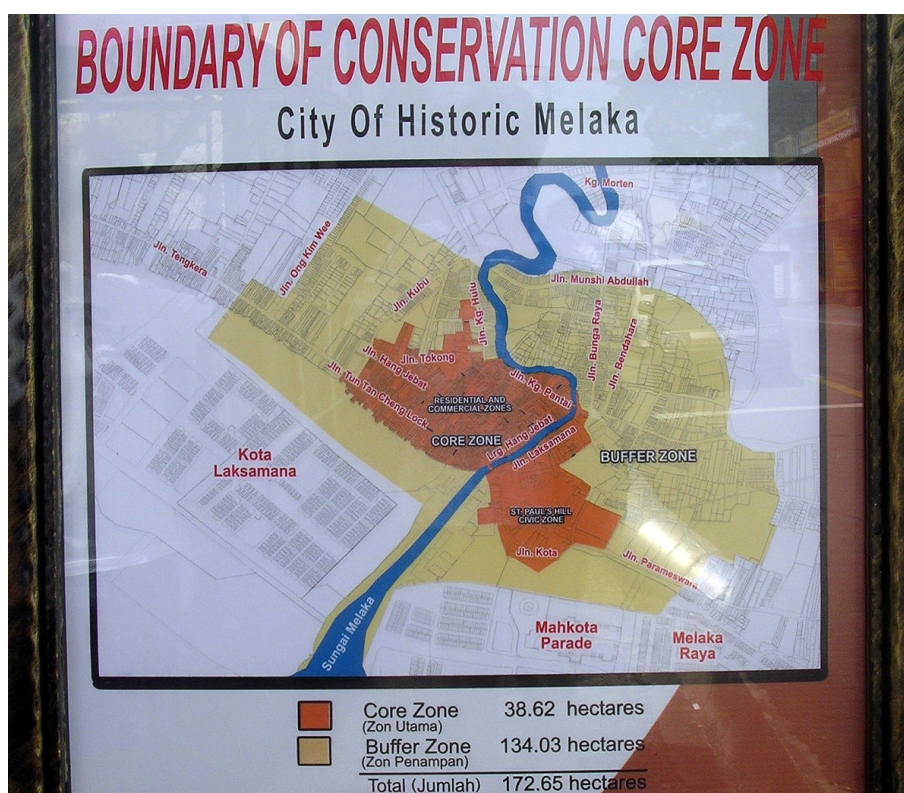 BOUNDARY OF CONSERVATION CORE ZONE
City Of Historic Melaka
Kg. Morten
Jln. Tengkera
Jln. Ong Kim Wee
Jln. Kubu
Jln. Kg. Hulu
Jln. Munshi Abdullah
Jln. Bunga Raya
Jln. Bendahara
Jln. Tokong
Jln. Hang Jebat
Jln. Tun Tan Cheng Lock
Jln. Kg. Pantai
RESIDENTIAL AND
COMMERCIAL ZONES
CORE ZONE
Lrg. Hang Jebat
Jln. Laksamana
BUFFER ZONE
Kota
Laksamana
ST-PAUL'S HILL
CIVIC ZONE
Jln. Kota
Jln. Parameswara
Sungai Melaka
Mahkota
Parade
Melaka
Raya
Core Zone 38.62 hectares
(Zon Utama)
Buffer Zone 134.03 hectares
(Zon Penampan)
Total (Jumlah) 172.65 hectares